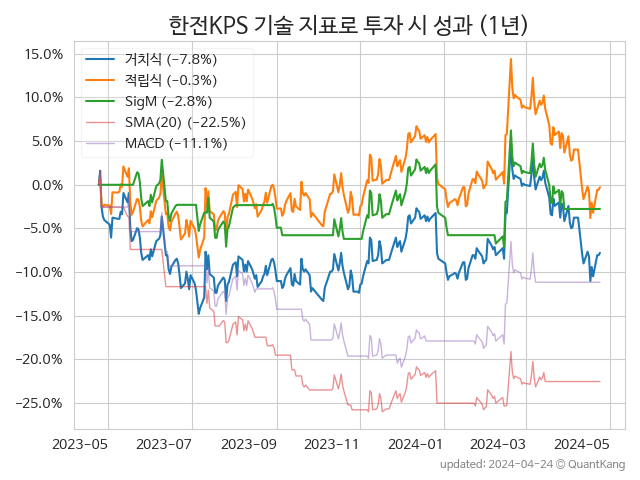 한전KPS 기술 지표로 투자 시 성과 (1년)
거치식 (−7.8%)
적립식 (−0.3%)
SigM (−2.8%)
SMA(20) (−22.5%)
MACD (−11.1%)
15.0%
10.0%
5.0%
0.0%
−5.0%
−10.0%
−15.0%
−20.0%
−25.0%
2023-05 2023-07 2023-09 2023-11 2024-01 2024-03 2024-05
updated: 2024-04-24 © QuantKang